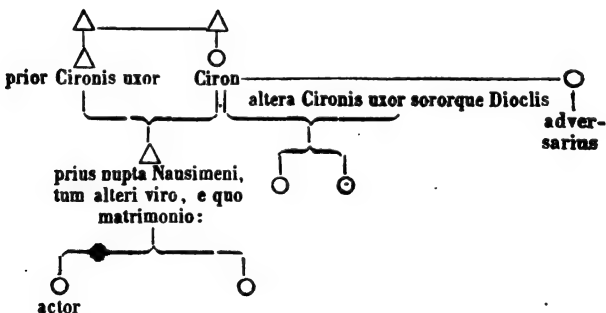 prior Cironis uxor Ciron
altera Cironis uxor sororque Dioclis
adver-
sarius
prius nupta Nausimeni,
tum alteri viro, e quo
matrimonio:
actor